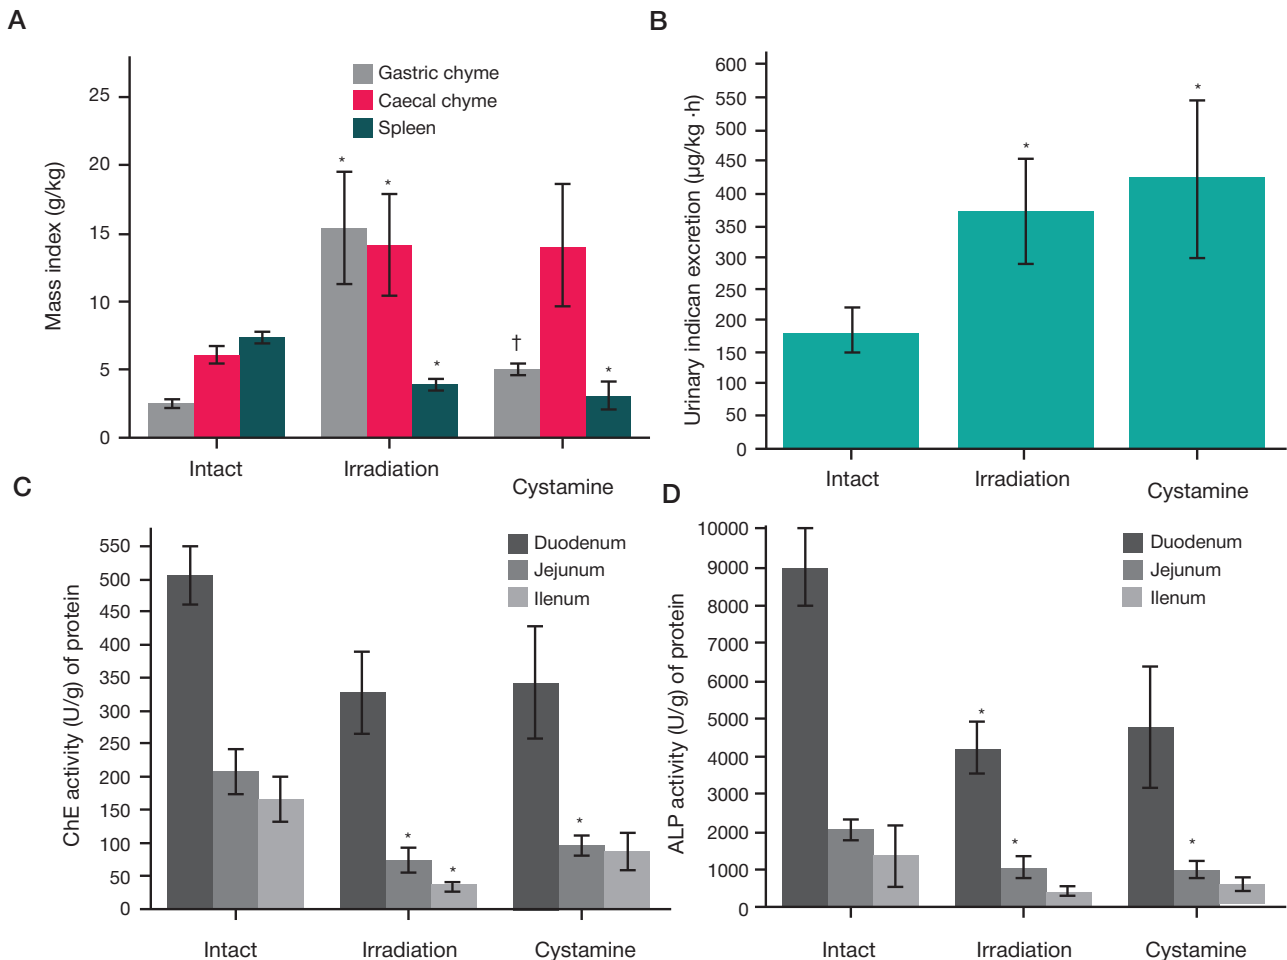 A
Mass index (g/kg)
25
20
15
10
5
0
Gastric chyme
Caecal chyme
Spleen
*
*
*
†
*
Intact
Irradiation
Cystamine
B
Urinary indican excretion (µg/kg ·h)
600
550
500
450
400
350
300
250
200
150
100
50
0
*
*
Intact
Irradiation
Cystamine
C
ChE activity (U/g) of protein
550
500
450
400
350
300
250
200
150
100
50
0
Duodenum
Jejunum
Ilenum
*
*
*
Intact
Irradiation
Cystamine
D
ALP activity (U/g) of protein
10000
9000
8000
7000
6000
5000
4000
3000
2000
1000
0
Duodenum
Jejunum
Ilenum
*
*
*
Intact
Irradiation
Cystamine